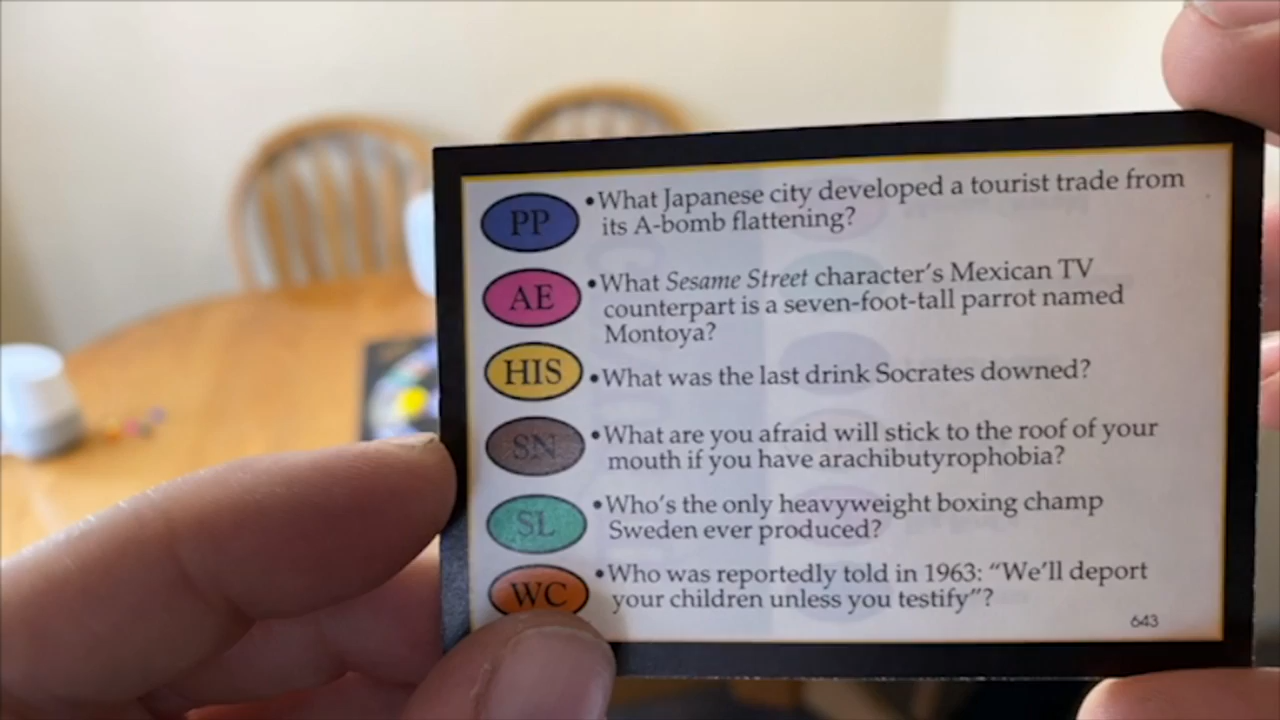 PP •What Japanese city developed a tourist trade from
its A-bomb flattening?
AE •What Sesame Street character's Mexican TV
counterpart is a seven-foot-tall parrot named
Montoya?
HIS •What was the last drink Socrates downed?
SN •What are you afraid will stick to the roof of your
mouth if you have arachibutyrophobia?
SL •Who's the only heavyweight boxing champ
Sweden ever produced?
WC •Who was reportedly told in 1963: "We'll deport
your children unless you testify"?
643